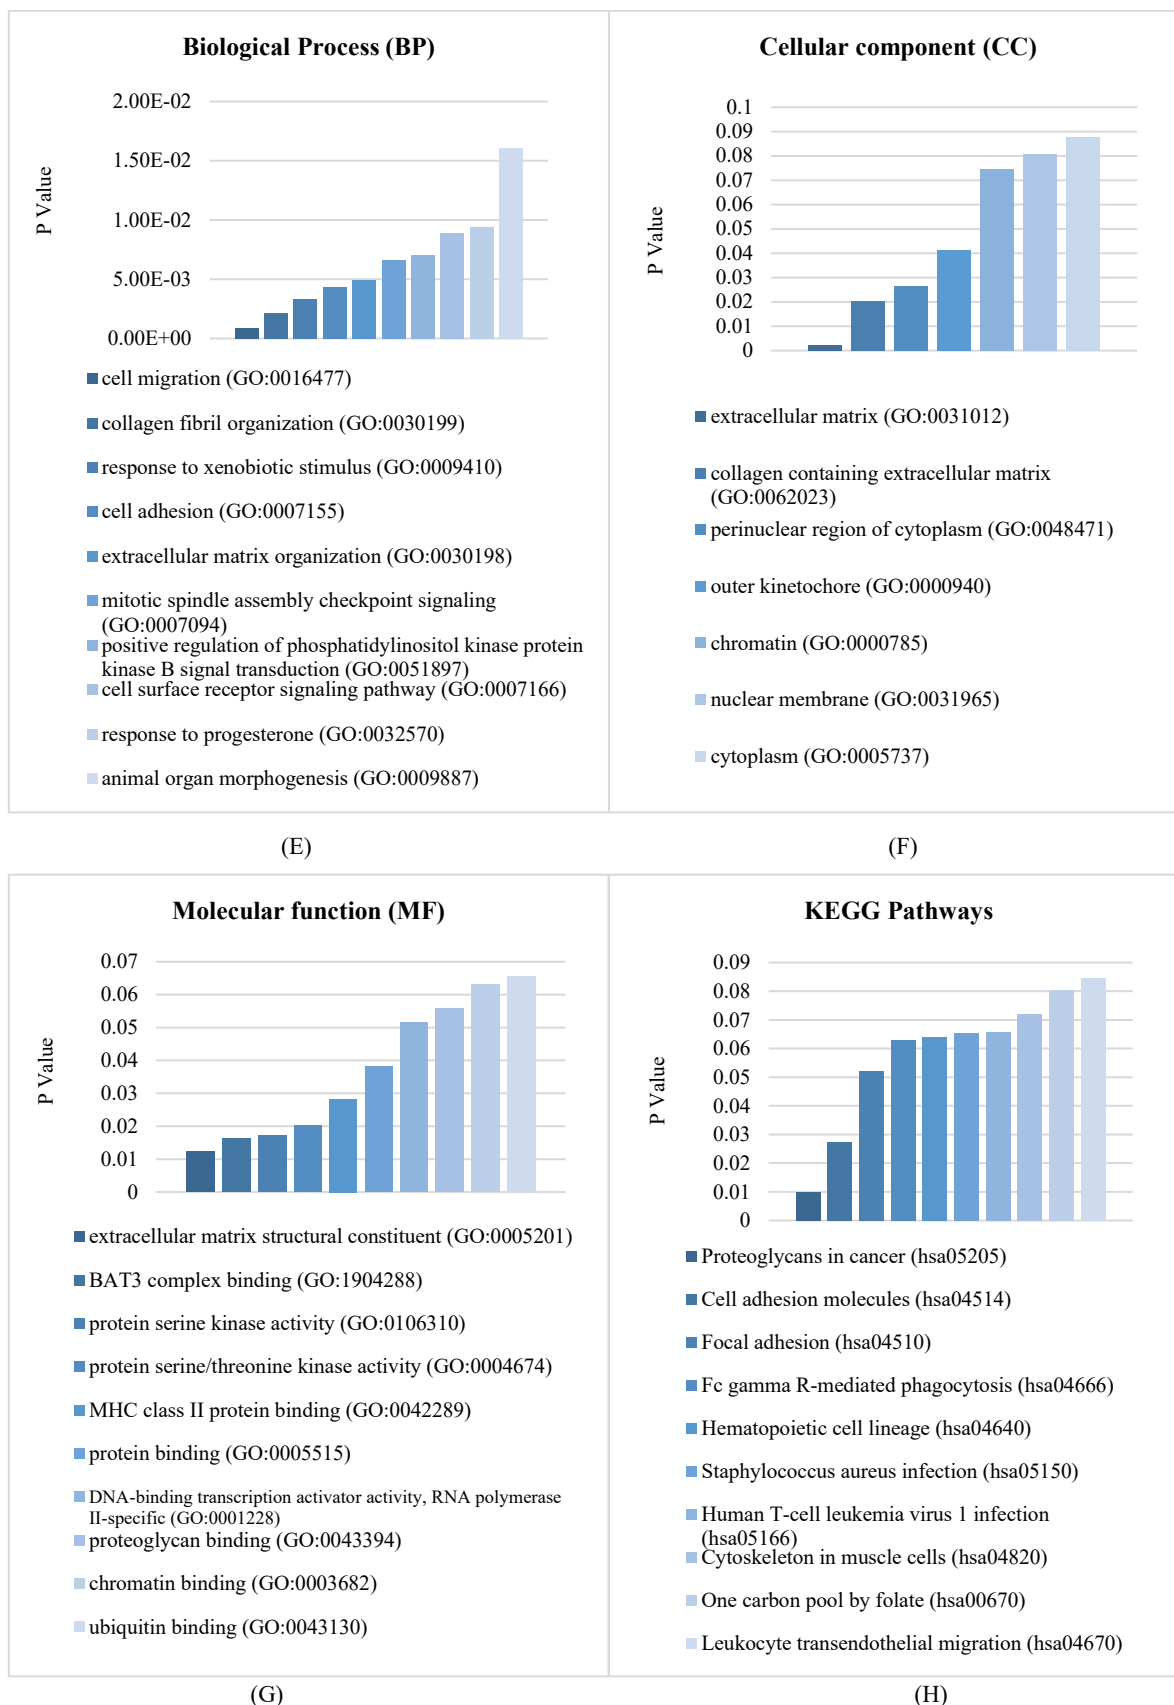 Biological Process (BP)
P Value
2.00E-02
1.50E-02
1.00E-02
5.00E-03
0.00E+00
cell migration (GO:0016477)
collagen fibril organization (GO:0030199)
response to xenobiotic stimulus (GO:0009410)
cell adhesion (GO:0007155)
extracellular matrix organization (GO:0030198)
mitotic spindle assembly checkpoint signaling
(GO:0007094)
positive regulation of phosphatidylinositol kinase protein
kinase B signal transduction (GO:0051897)
cell surface receptor signaling pathway (GO:0007166)
response to progesterone (GO:0032570)
animal organ morphogenesis (GO:0009887)
(E)
Cellular component (CC)
P Value
0.1
0.09
0.08
0.07
0.06
0.05
0.04
0.03
0.02
0.01
0
extracellular matrix (GO:0031012)
collagen containing extracellular matrix
(GO:0062023)
perinuclear region of cytoplasm (GO:0048471)
outer kinetochore (GO:0000940)
chromatin (GO:0000785)
nuclear membrane (GO:0031965)
cytoplasm (GO:0005737)
(F)
Molecular function (MF)
P Value
0.07
0.06
0.05
0.04
0.03
0.02
0.01
0
extracellular matrix structural constituent (GO:0005201)
BAT3 complex binding (GO:1904288)
protein serine kinase activity (GO:0106310)
protein serine/threonine kinase activity (GO:0004674)
MHC class II protein binding (GO:0042289)
protein binding (GO:0005515)
DNA-binding transcription activator activity, RNA polymerase
II-specific (GO:0001228)
proteoglycan binding (GO:0043394)
chromatin binding (GO:0003682)
ubiquitin binding (GO:0043130)
(G)
KEGG Pathways
P Value
0.09
0.08
0.07
0.06
0.05
0.04
0.03
0.02
0.01
0
Proteoglycans in cancer (hsa05205)
Cell adhesion molecules (hsa04514)
Focal adhesion (hsa04510)
Fc gamma R-mediated phagocytosis (hsa04666)
Hematopoietic cell lineage (hsa04640)
Staphylococcus aureus infection (hsa05150)
Human T-cell leukemia virus 1 infection
(hsa05166)
Cytoskeleton in muscle cells (hsa04820)
One carbon pool by folate (hsa00670)
Leukocyte transendothelial migration (hsa04670)
(H)